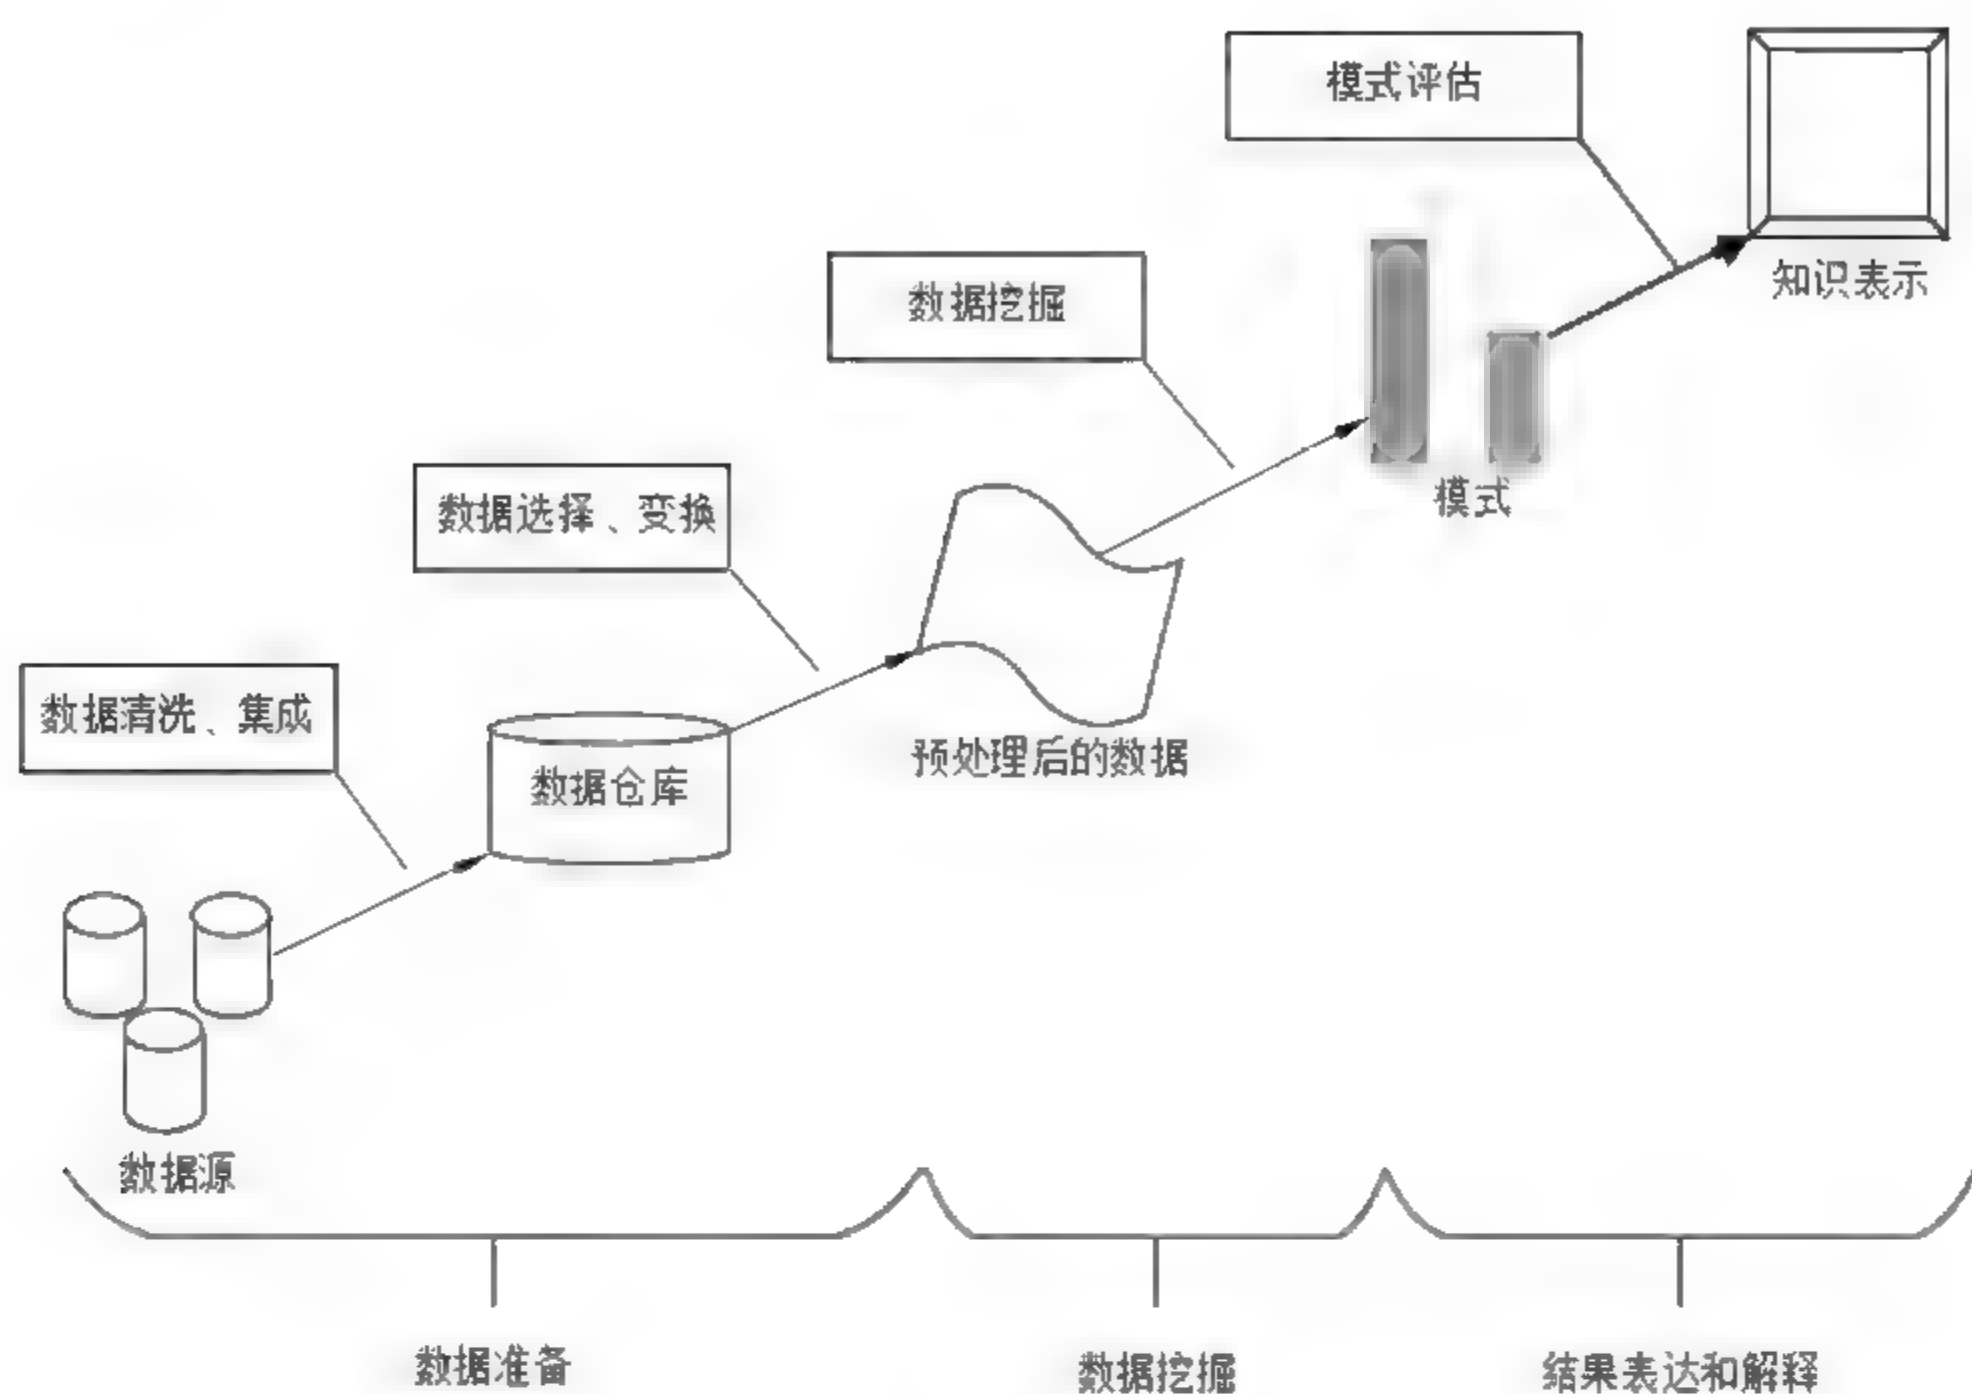 模式评估
知识表示
数据挖掘
模式
数据选择、变换
预处理后的数据
数据清洗、集成
数据仓库
数据源
数据准备
数据挖掘
结果表达和解释